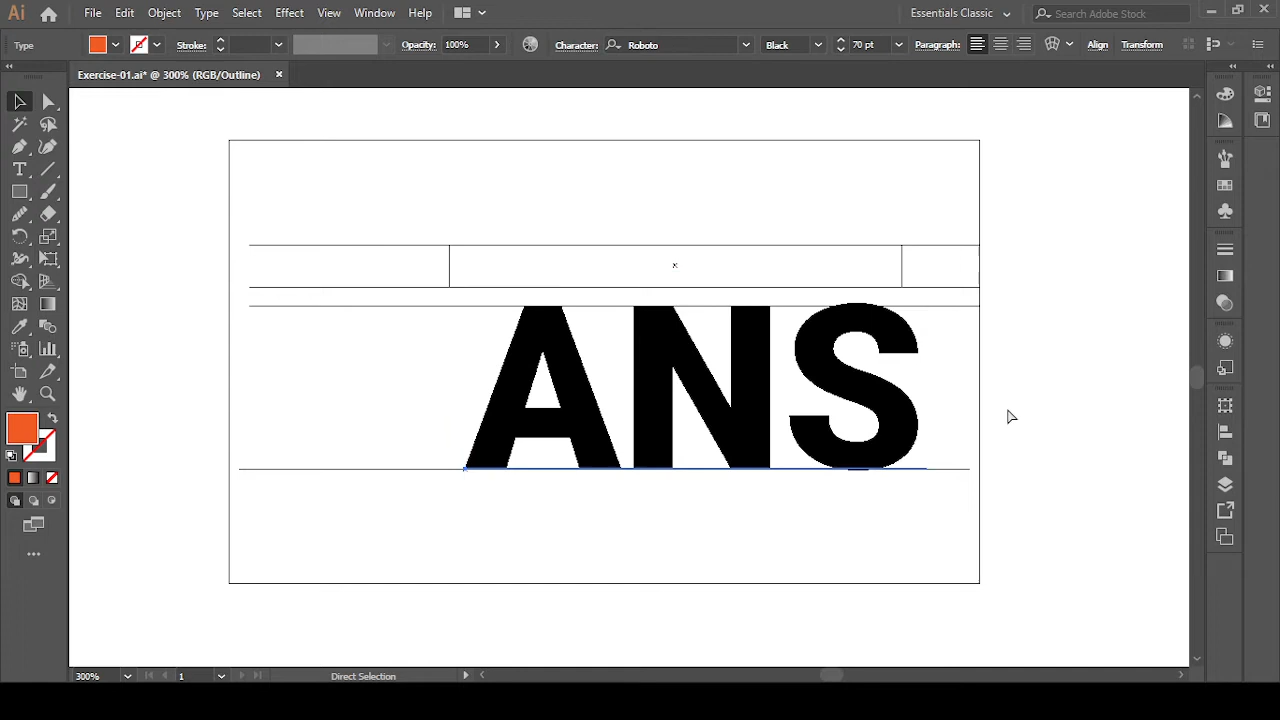 Ai File Edit Object Type Select Effect View Window Help Essentials Classic Search Adobe Stock
Type Stroke: Opacity: 100% Character: Roboto Black 70 pt Paragraph: Align Transform
Exercise-01.ai* @ 300% (RGB/Outline) ×
ANS
300% 1 Direct Selection